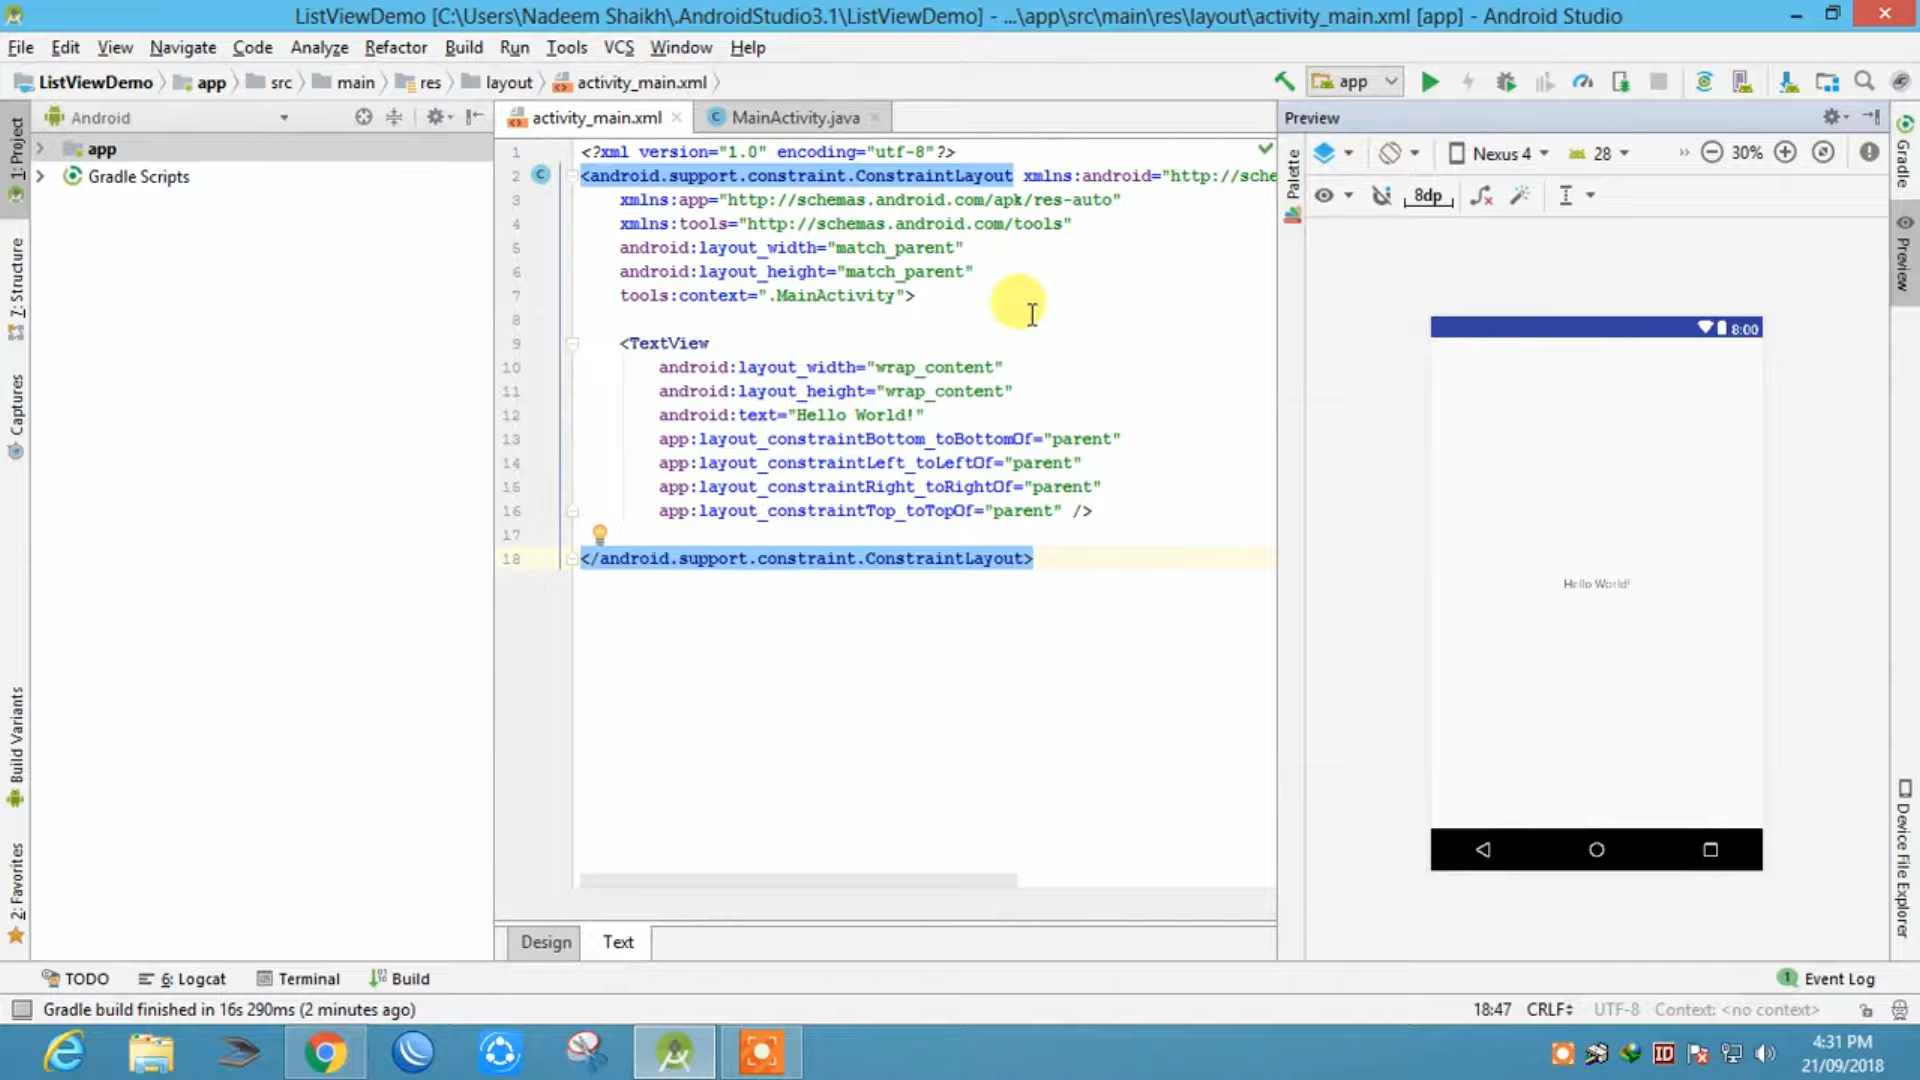 ListViewDemo [C:\Users\Nadeem Shaikh\.AndroidStudio3.1\ListViewDemo] - ...\app\src\main\res\layout\activity_main.xml [app] - Android Studio
File Edit View Navigate Code Analyze Refactor Build Run Tools VCS Window Help
ListViewDemo app src main res layout activity_main.xml
app
Android
activity_main.xml
MainActivity.java
Preview
app
Gradle Scripts
1: Project
7: Structure
Captures
Build Variants
2: Favorites
1 <?xml version="1.0" encoding="utf-8"?>
2 <android.support.constraint.ConstraintLayout xmlns:android="http://sche
3 xmlns:app="http://schemas.android.com/apk/res-auto"
4 xmlns:tools="http://schemas.android.com/tools"
5 android:layout_width="match_parent"
6 android:layout_height="match_parent"
7 tools:context=".MainActivity">
8
9 <TextView
10 android:layout_width="wrap_content"
11 android:layout_height="wrap_content"
12 android:text="Hello World!"
13 app:layout_constraintBottom_toBottomOf="parent"
14 app:layout_constraintLeft_toLeftOf="parent"
15 app:layout_constraintRight_toRightOf="parent"
16 app:layout_constraintTop_toTopOf="parent" />
17
18 </android.support.constraint.ConstraintLayout>
Design
Text
Palette
Nexus 4
28
30%
8dp
8:00
Hello World!
Gradle
Preview
Device File Explorer
TODO
6: Logcat
Terminal
Build
1 Event Log
Gradle build finished in 16s 290ms (2 minutes ago)
18:47 CRLF UTF-8 Context: <no context>
4:31 PM
21/09/2018